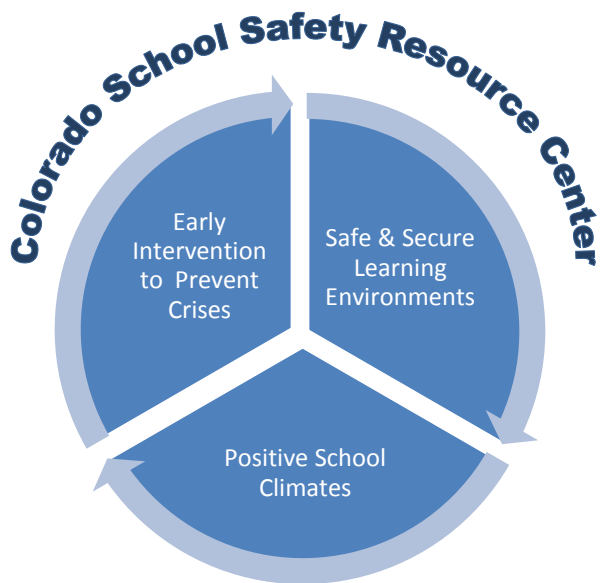 Colorado School Safety Resource Center
Early
Intervention
to Prevent
Crises
Safe & Secure
Learning
Environments
Positive School
Climates